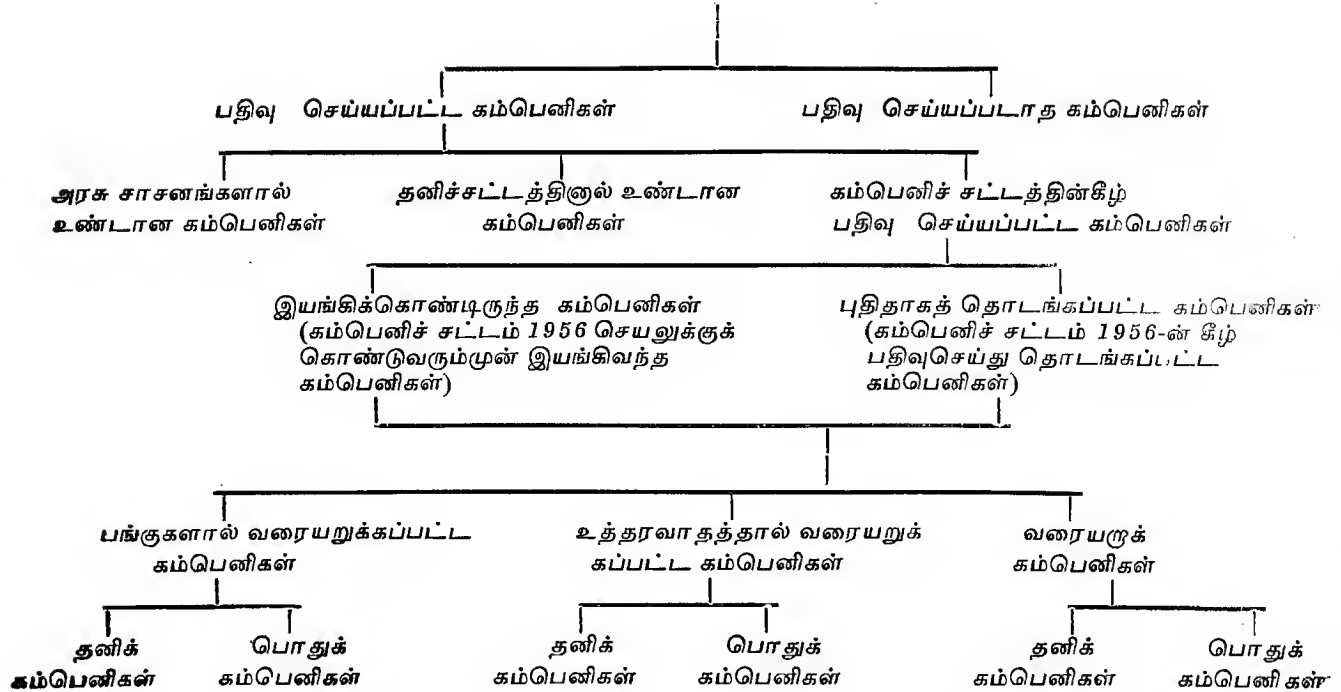 பதிவு செய்யப்பட்ட கம்பெனிகள்
பதிவு செய்யப்படாத கம்பெனிகள்
அரசு சாசனங்களால்
உண்டான கம்பெனிகள்
தனிச்சட்டத்தினால் உண்டான
கம்பெனிகள்
கம்பெனிச் சட்டத்தின்கீழ்
பதிவு செய்யப்பட்ட கம்பெனிகள்
இயங்கிக்கொண்டிருந்த கம்பெனிகள்
(கம்பெனிச் சட்டம் 1956 செயலுக்குக்
கொண்டுவரும்முன் இயங்கிவந்த
கம்பெனிகள்)
புதிதாகத் தொடங்கப்பட்ட கம்பெனிகள்
(கம்பெனிச் சட்டம் 1956-ன் கீழ்
பதிவுசெய்து தொடங்கப்பட்ட
கம்பெனிகள்)
பங்குகளால் வரையறுக்கப்பட்ட
கம்பெனிகள்
உத்தரவாதத்தால் வரையறுக்
கப்பட்ட கம்பெனிகள்
வரையறாக்
கம்பெனிகள்
தனிக்
கம்பெனிகள்
பொதுக்
கம்பெனிகள்
தனிக்
கம்பெனிகள்
பொதுக்
கம்பெனிகள்
தனிக்
கம்பெனிகள்
பொதுக்
கம்பெனிகள்